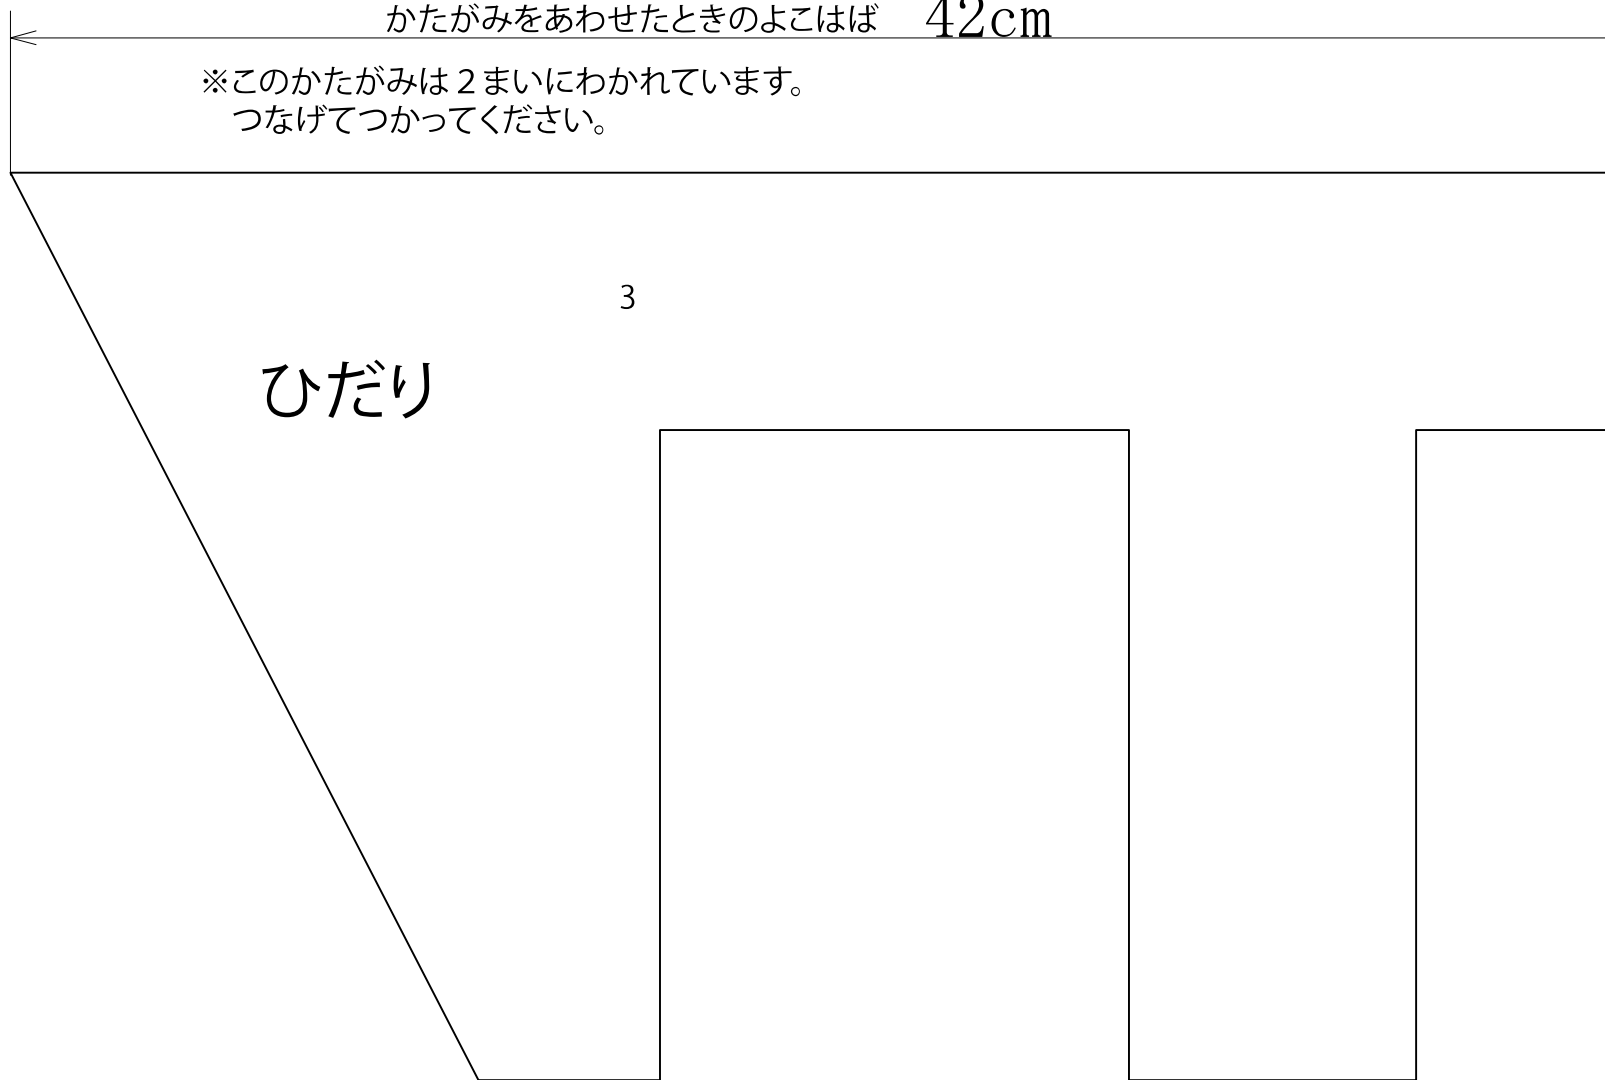 かたがみをあわせたときのよこはば　42cm
※このかたがみは２まいにわかれています。
つなげてつかってください。
3
ひだり